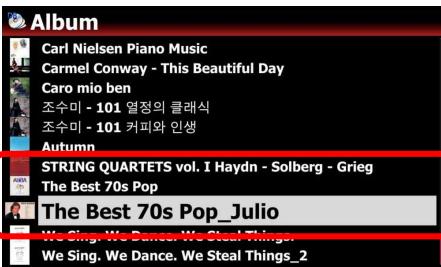 Album
Carl Nielsen Piano Music
Carmel Conway - This Beautiful Day
Caro mio ben
조수미 - 101 열정의 클래식
조수미 - 101 커피와 인생
Autumn
STRING QUARTETS vol. I Haydn - Solberg - Grieg
The Best 70s Pop
The Best 70s Pop_Julio
We Sing. We Dance. We Steal Things.
We Sing. We Dance. We Steal Things_2